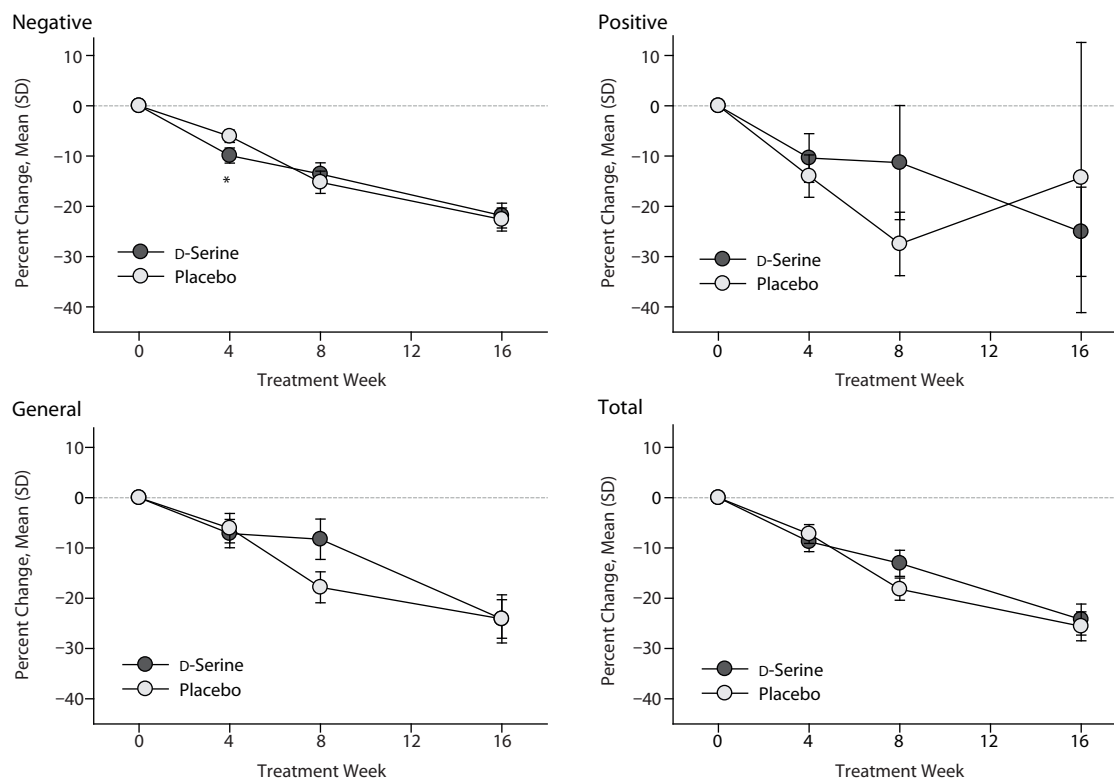 Negative
Percent Change, Mean (SD)
10
0
−10
−20
−30
−40
*
D-Serine
Placebo
0
4
8
12
16
Treatment Week
Positive
Percent Change, Mean (SD)
10
0
−10
−20
−30
−40
D-Serine
Placebo
0
4
8
12
16
Treatment Week
General
Percent Change, Mean (SD)
10
0
−10
−20
−30
−40
D-Serine
Placebo
0
4
8
12
16
Treatment Week
Total
Percent Change, Mean (SD)
10
0
−10
−20
−30
−40
D-Serine
Placebo
0
4
8
12
16
Treatment Week